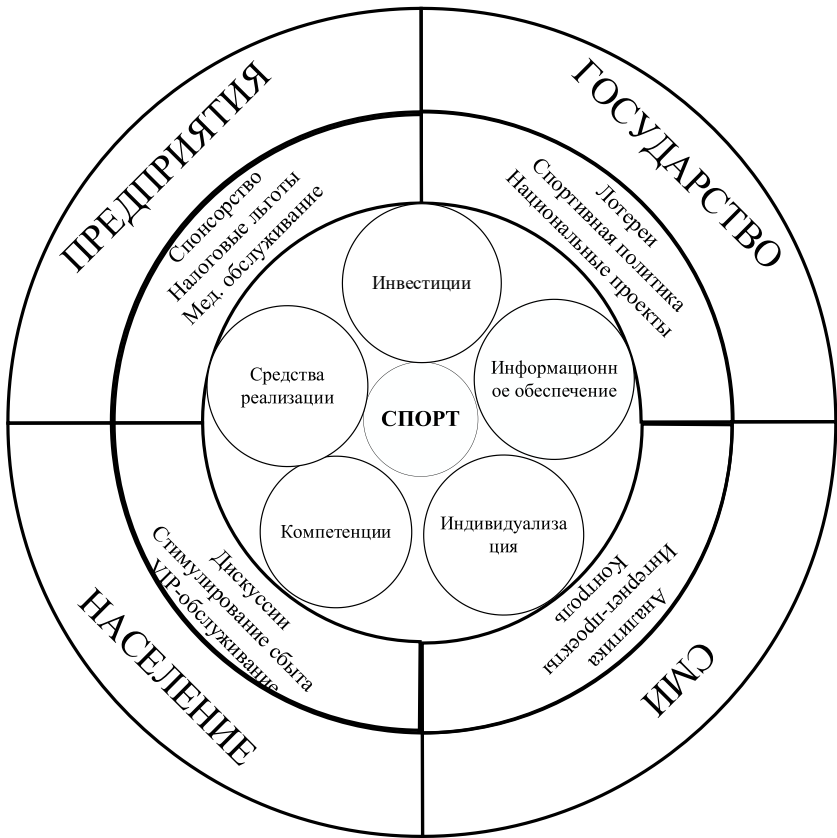 ПРЕДПРИЯТИЯ
ГОСУДАРСТВО
Спонсорство
Налоговые льготы
Мед. обслуживание
Лотереи
Спортивная политика
Национальные проекты
Инвестиции
Средства
реализации
Информационн
ое обеспечение
СПОРТ
Компетенции
Индивидуализа
ция
Дискуссии
Стимулирование сбыта
VIP-обслуживание
Контроль
Интернет-проекты
Аналитика
НАСЕЛЕНИЕ
СМИ